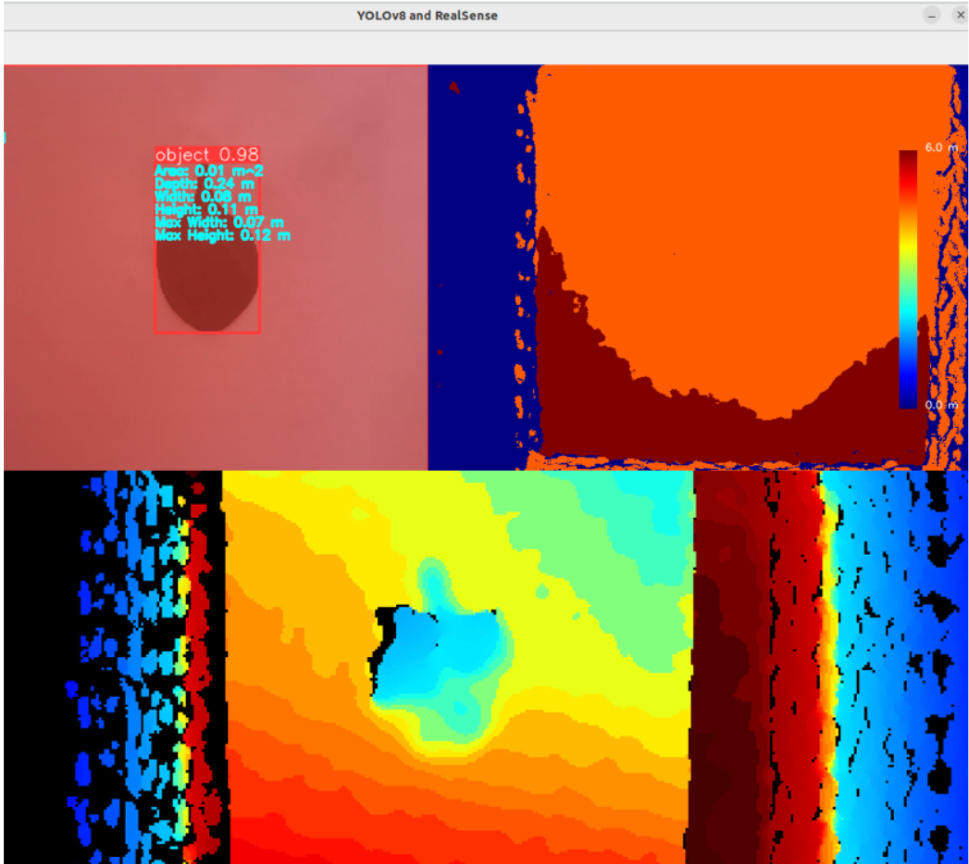 YOLOv8 and RealSense
object 0.98
Area: 0.01 m^2
Depth: 0.24 m
Width: 0.06 m
Height: 0.11 m
Max Width: 0.07 m
Max Height: 0.12 m
6.0 m
0.0 m